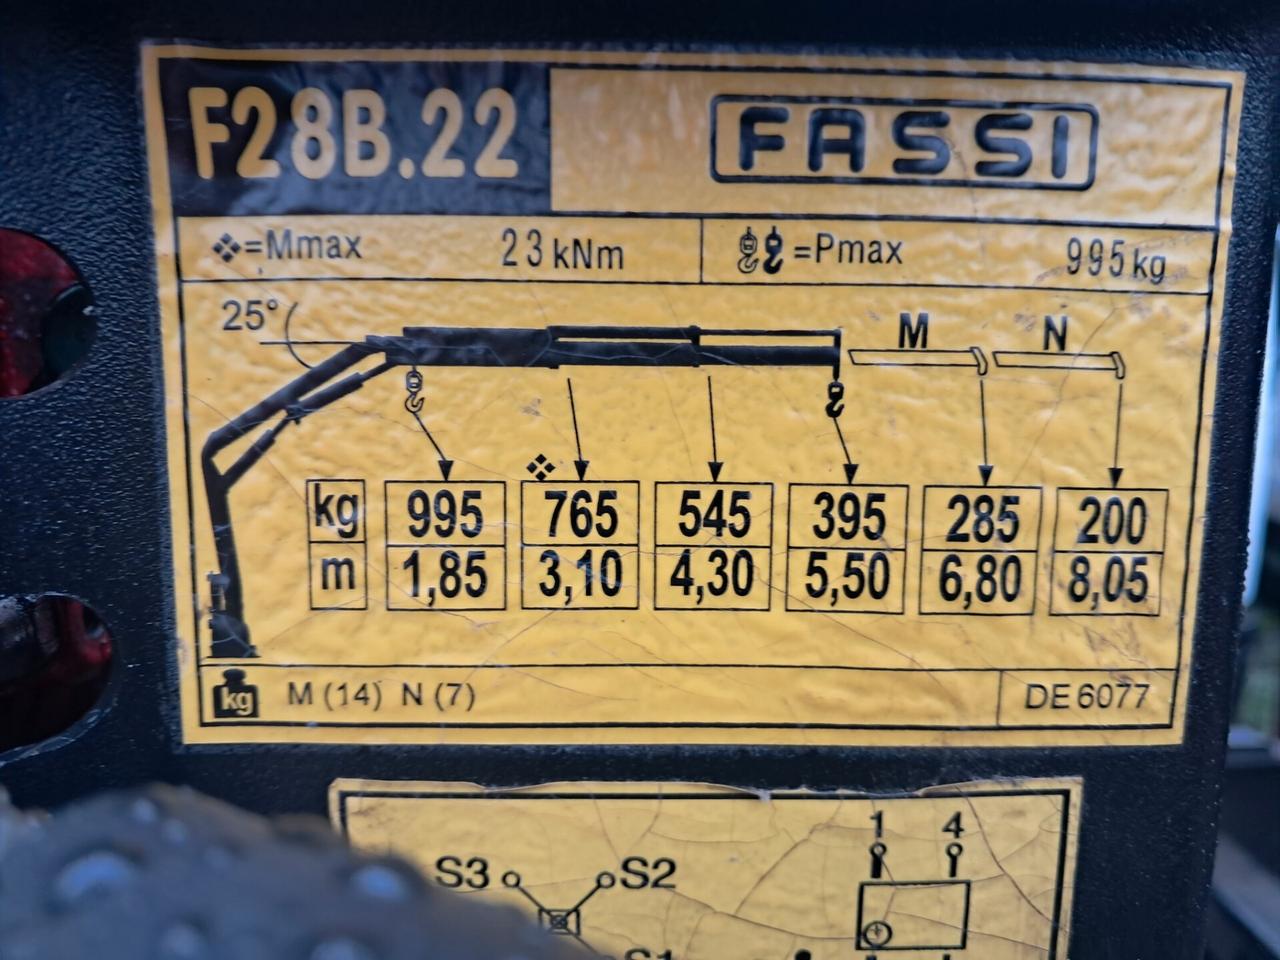 F28B.22 FASSI
❖=Mmax 23 kNm =Pmax 995 kg
25°
M N
kg 995 765 545 395 285 200
m 1,85 3,10 4,30 5,50 6,80 8,05
kg M (14) N (7) DE 6077
1 4
S3 S2
S1